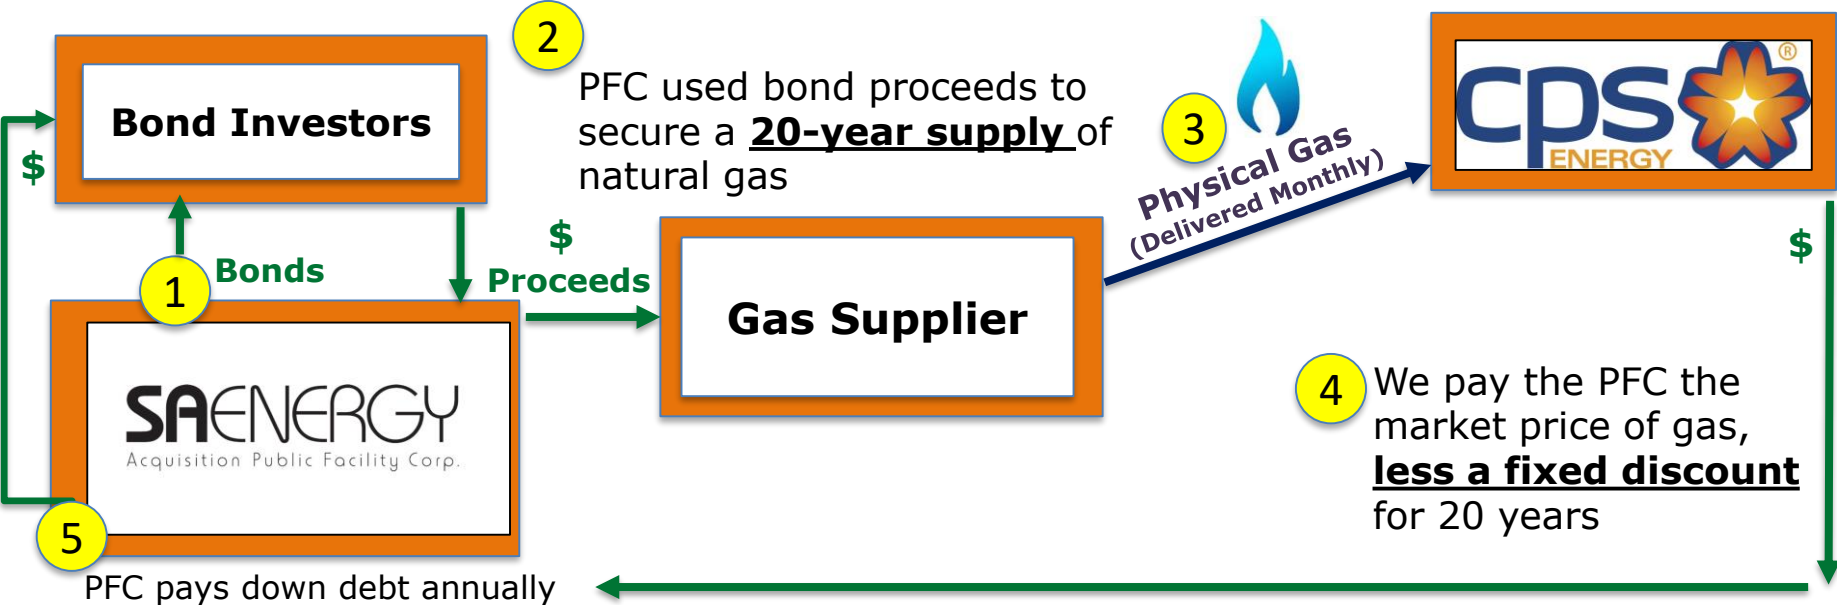 2
PFC used bond proceeds to
secure a 20-year supply of
natural gas
Bond Investors
$
1
Bonds
$
Proceeds
SAENERGY
Acquisition Public Facility Corp.
Gas Supplier
3
Physical Gas
(Delivered Monthly)
cps
ENERGY
®
$
4
We pay the PFC the
market price of gas,
less a fixed discount
for 20 years
5
PFC pays down debt annually